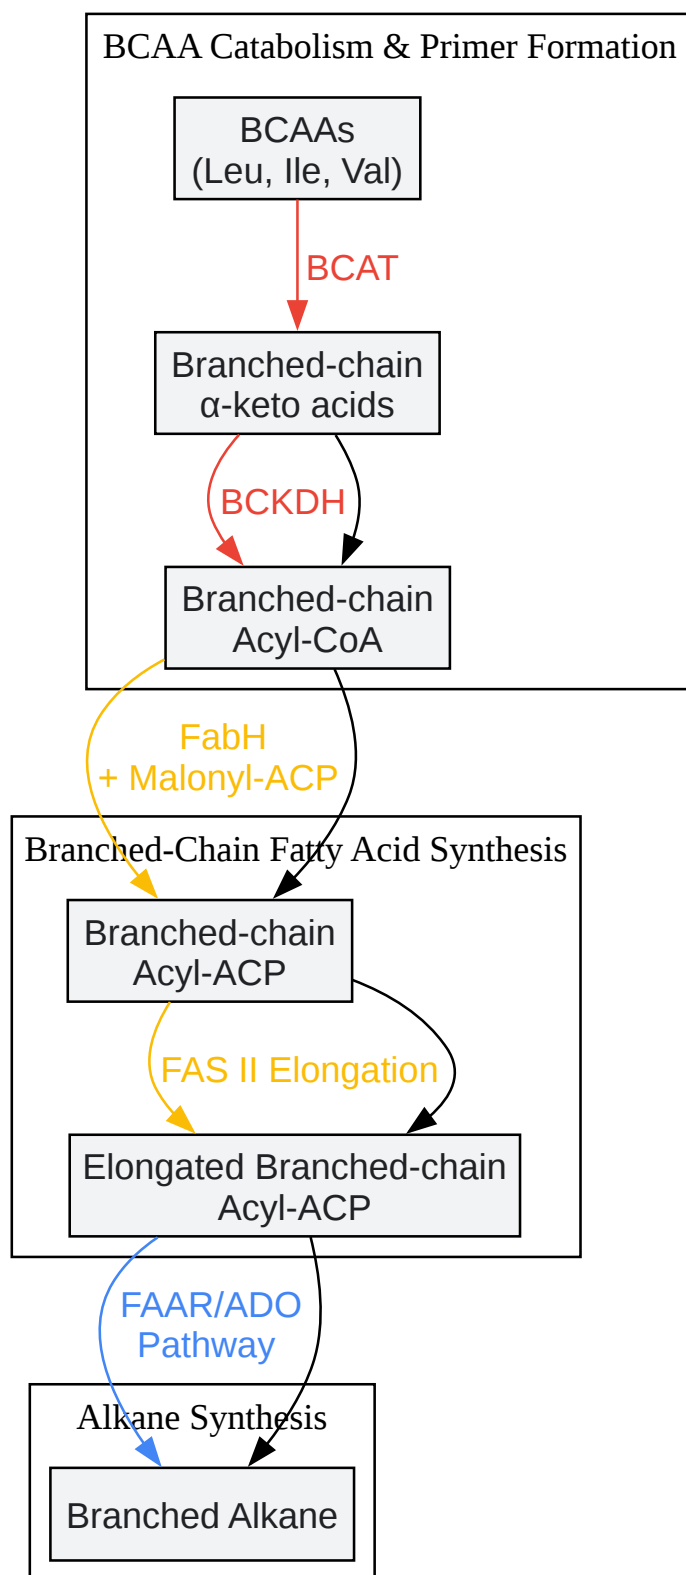 BCAA Catabolism & Primer Formation
BCAAs
(Leu, Ile, Val)
BCAT
Branched-chain
α-keto acids
BCKDH
Branched-chain
Acyl-CoA
FabH
+ Malonyl-ACP
Branched-Chain Fatty Acid Synthesis
Branched-chain
Acyl-ACP
FAS II Elongation
Elongated Branched-chain
Acyl-ACP
FAAR/ADO
Pathway
Alkane Synthesis
Branched Alkane